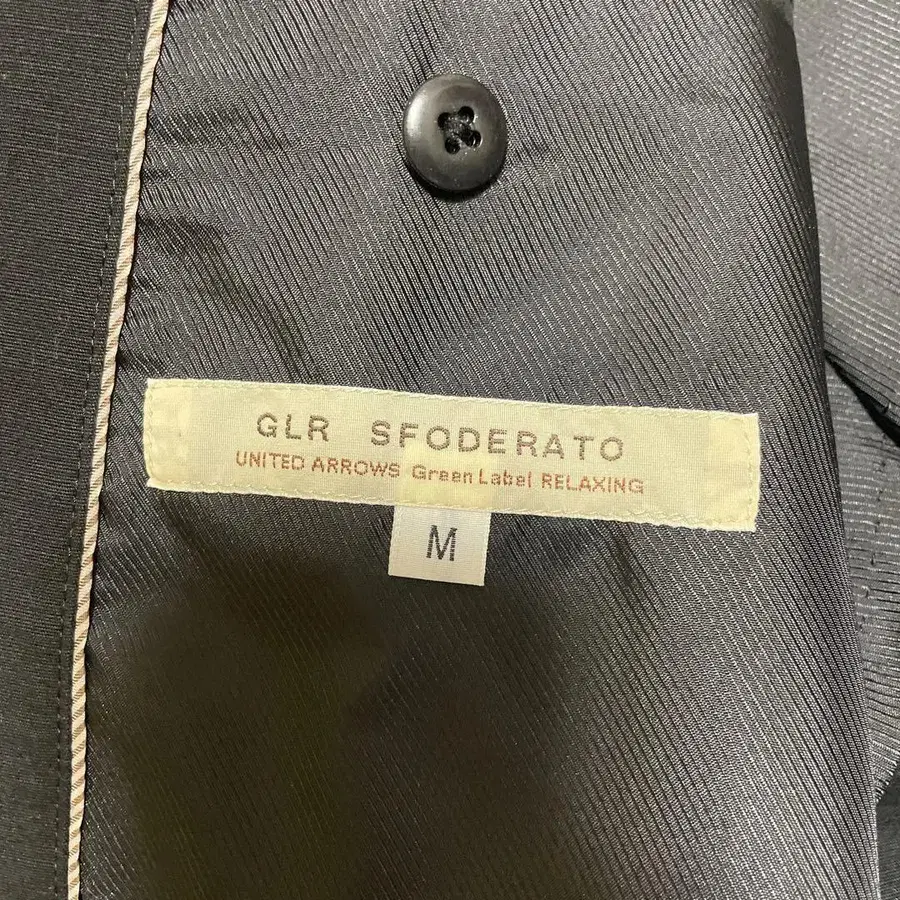 GLR SFODERATO
UNITED ARROWS Green Label RELAXING
M